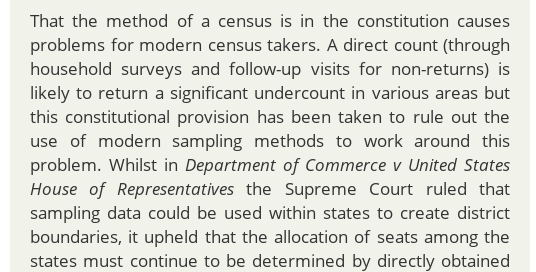 That the method of a census is in the constitution causes
problems for modern census takers. A direct count (through
household surveys and follow-up visits for non-returns) is
likely to return a significant undercount in various areas but
this constitutional provision has been taken to rule out the
use of modern sampling methods to work around this
problem. Whilst in Department of Commerce v United States
House of Representatives the Supreme Court ruled that
sampling data could be used within states to create district
boundaries, it upheld that the allocation of seats among the
states must continue to be determined by directly obtained